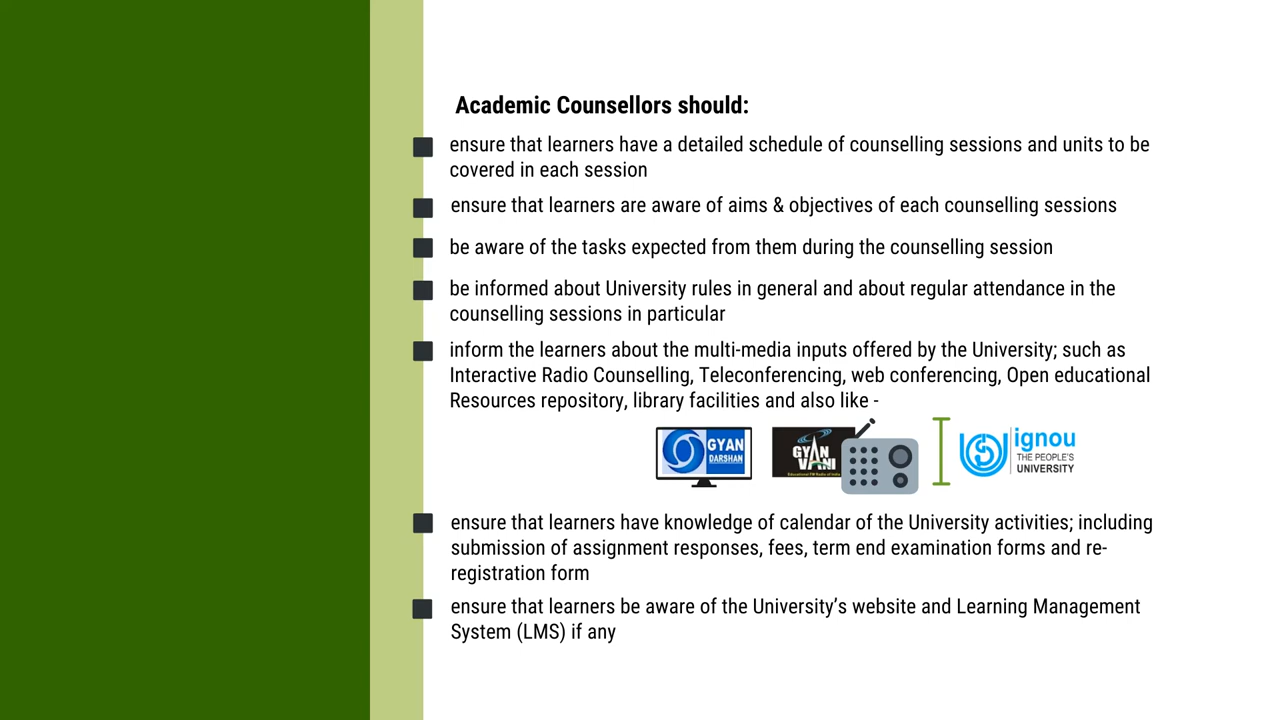 Academic Counsellors should:
ensure that learners have a detailed schedule of counselling sessions and units to be
covered in each session
ensure that learners are aware of aims & objectives of each counselling sessions
be aware of the tasks expected from them during the counselling session
be informed about University rules in general and about regular attendance in the
counselling sessions in particular
inform the learners about the multi-media inputs offered by the University; such as
Interactive Radio Counselling, Teleconferencing, web conferencing, Open educational
Resources repository, library facilities and also like -
GYAN
DARSHAN
GYAN
VANI
Educational FM Radio of India
ignou
THE PEOPLE'S
UNIVERSITY
ensure that learners have knowledge of calendar of the University activities; including
submission of assignment responses, fees, term end examination forms and re-
registration form
ensure that learners be aware of the University’s website and Learning Management
System (LMS) if any